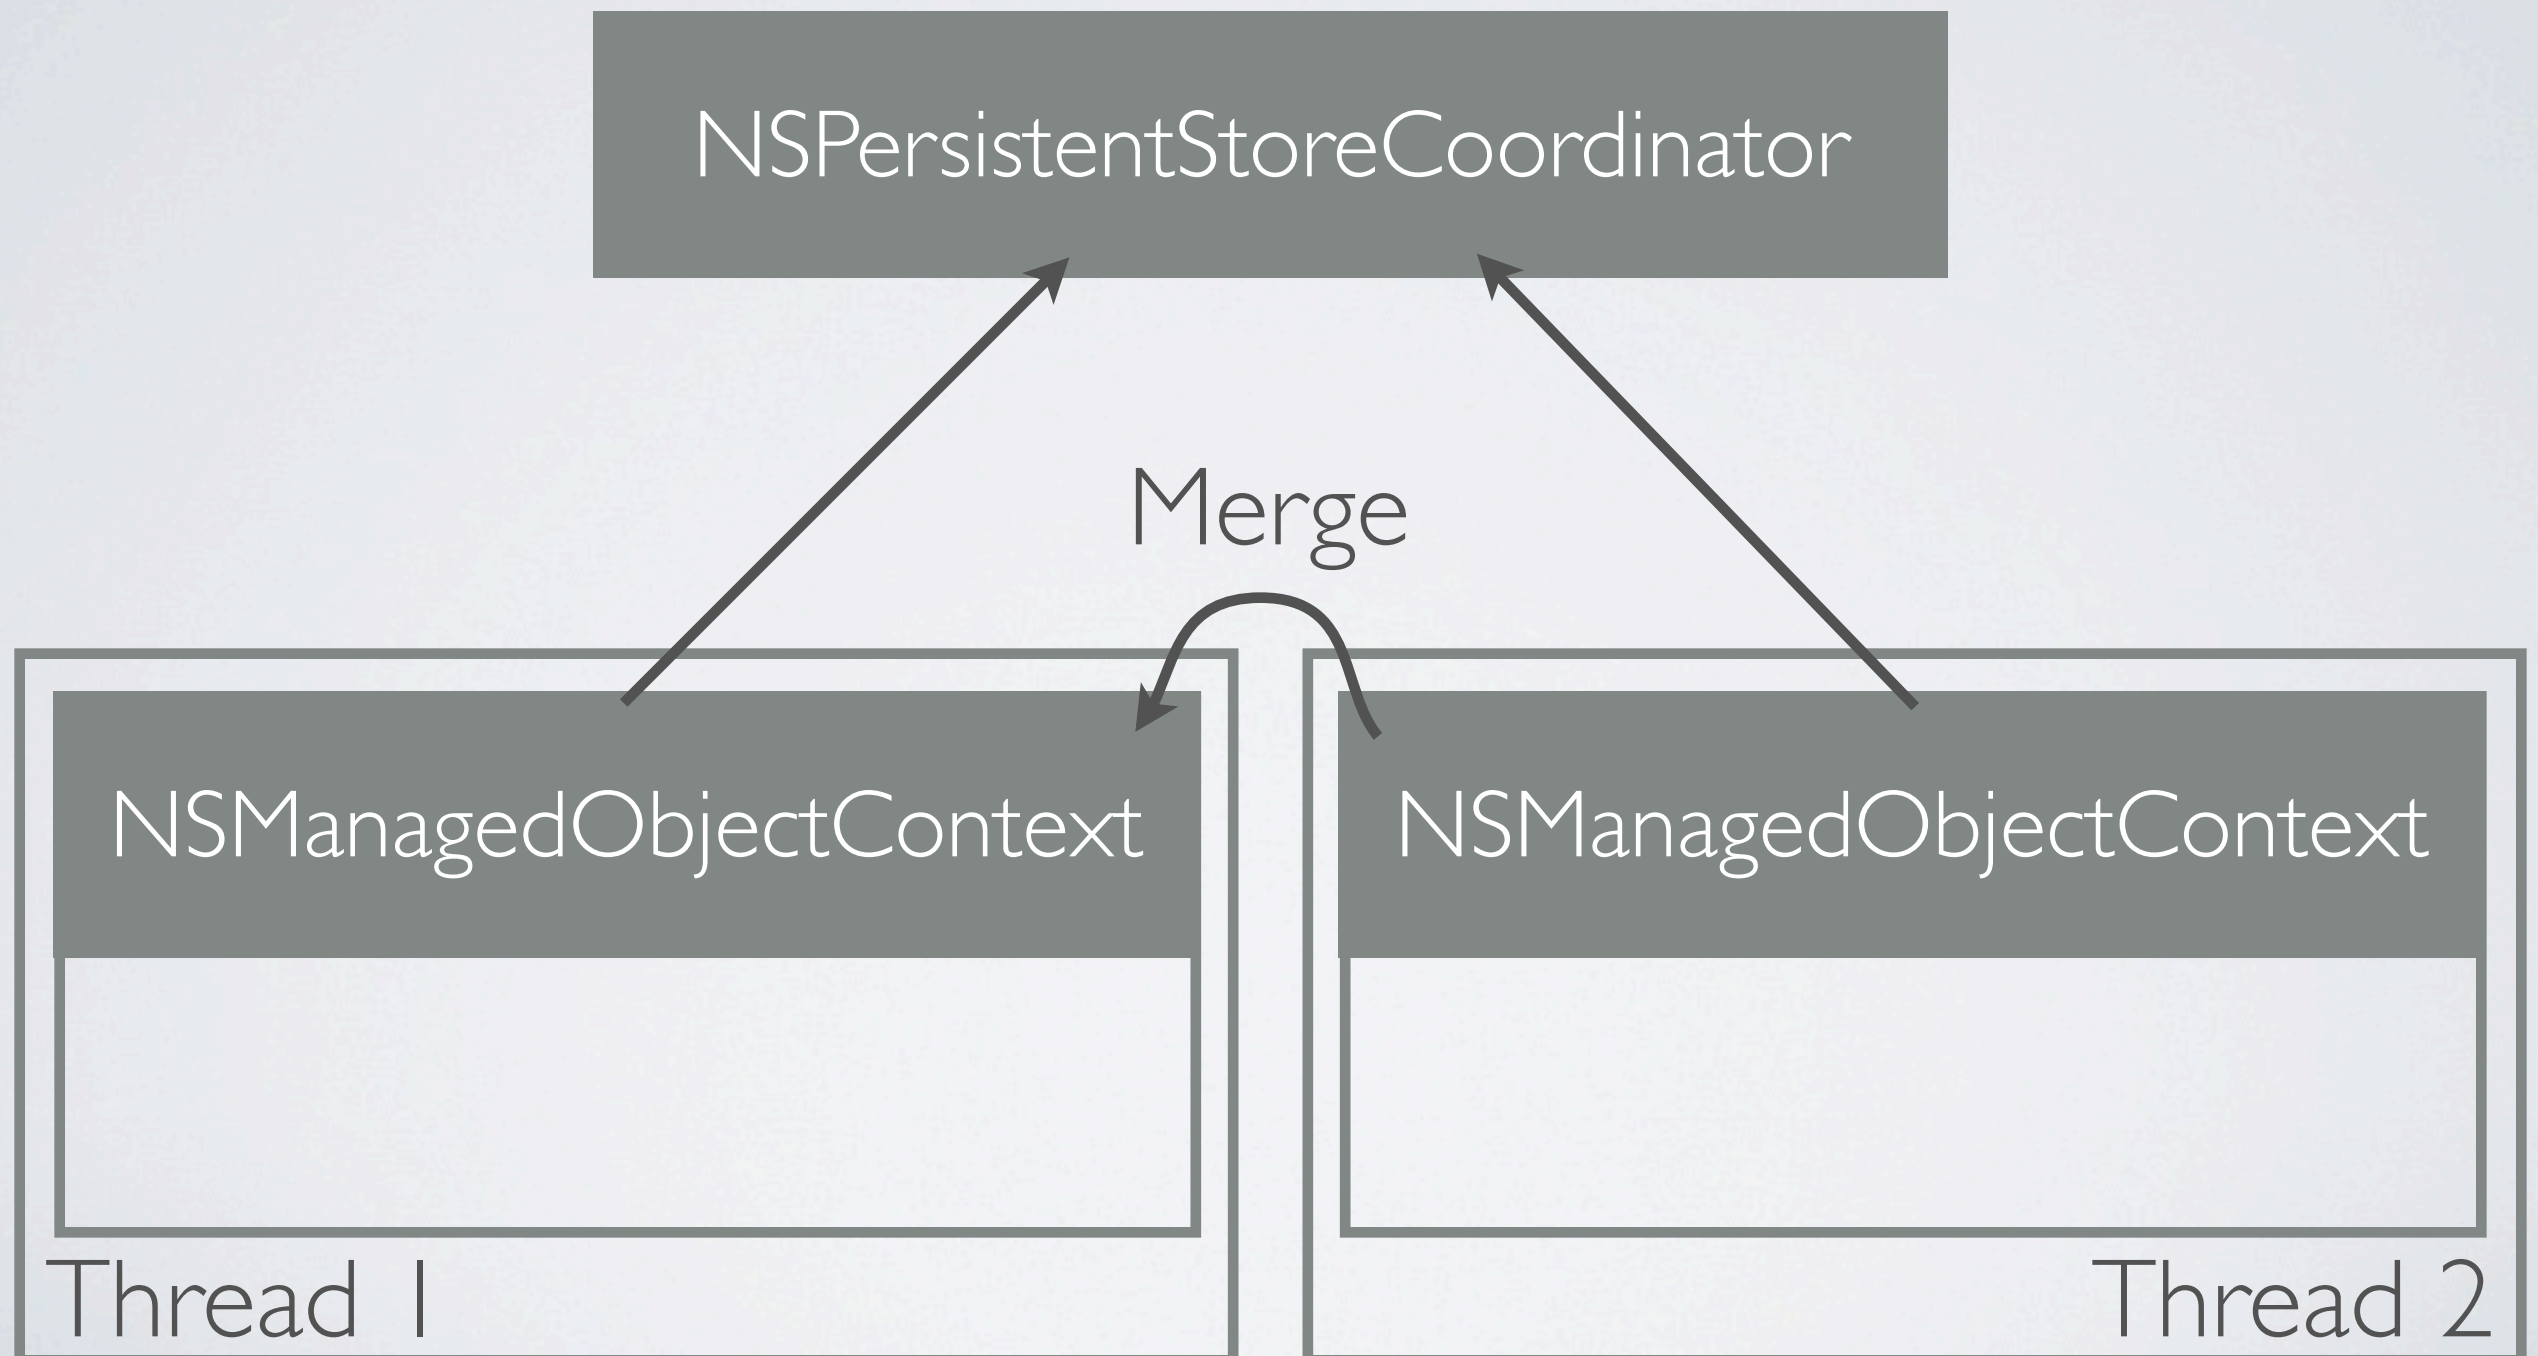 NSPersistentStoreCoordinator
Merge
NSManagedObjectContext
NSManagedObjectContext
Thread 1
Thread 2